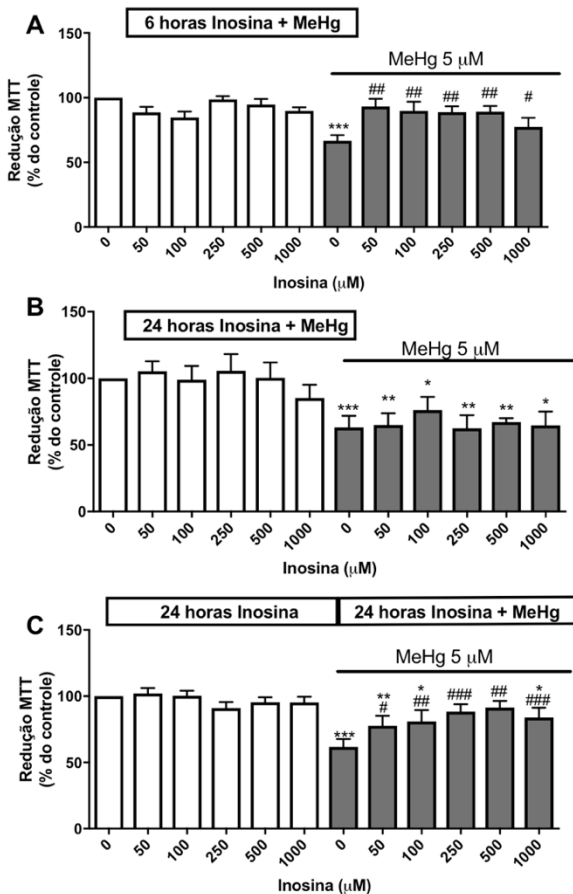 A
6 horas Inosina + MeHg
MeHg 5 μM
Redução MTT
(% do controle)
150
100
50
0
*** ## ## ## ## #
0 50 100 250 500 1000 0 50 100 250 500 1000
Inosina (μM)
B
24 horas Inosina + MeHg
MeHg 5 μM
Redução MTT
(% do controle)
150
100
50
0
*** ** * ** ** *
0 50 100 250 500 1000 0 50 100 250 500 1000
Inosina (μM)
24 horas Inosina 24 horas Inosina + MeHg
C
MeHg 5 μM
Redução MTT
(% do controle)
150
100
50
0
** * *
*** # ## ### ## ###
0 50 100 250 500 1000 0 50 100 250 500 1000
Inosina (μM)